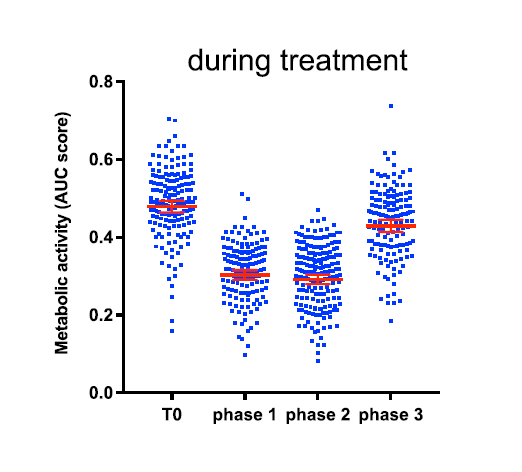 during treatment
Metabolic activity (AUC score)
0.8
0.6
0.4
0.2
0.0
T0 phase 1 phase 2 phase 3